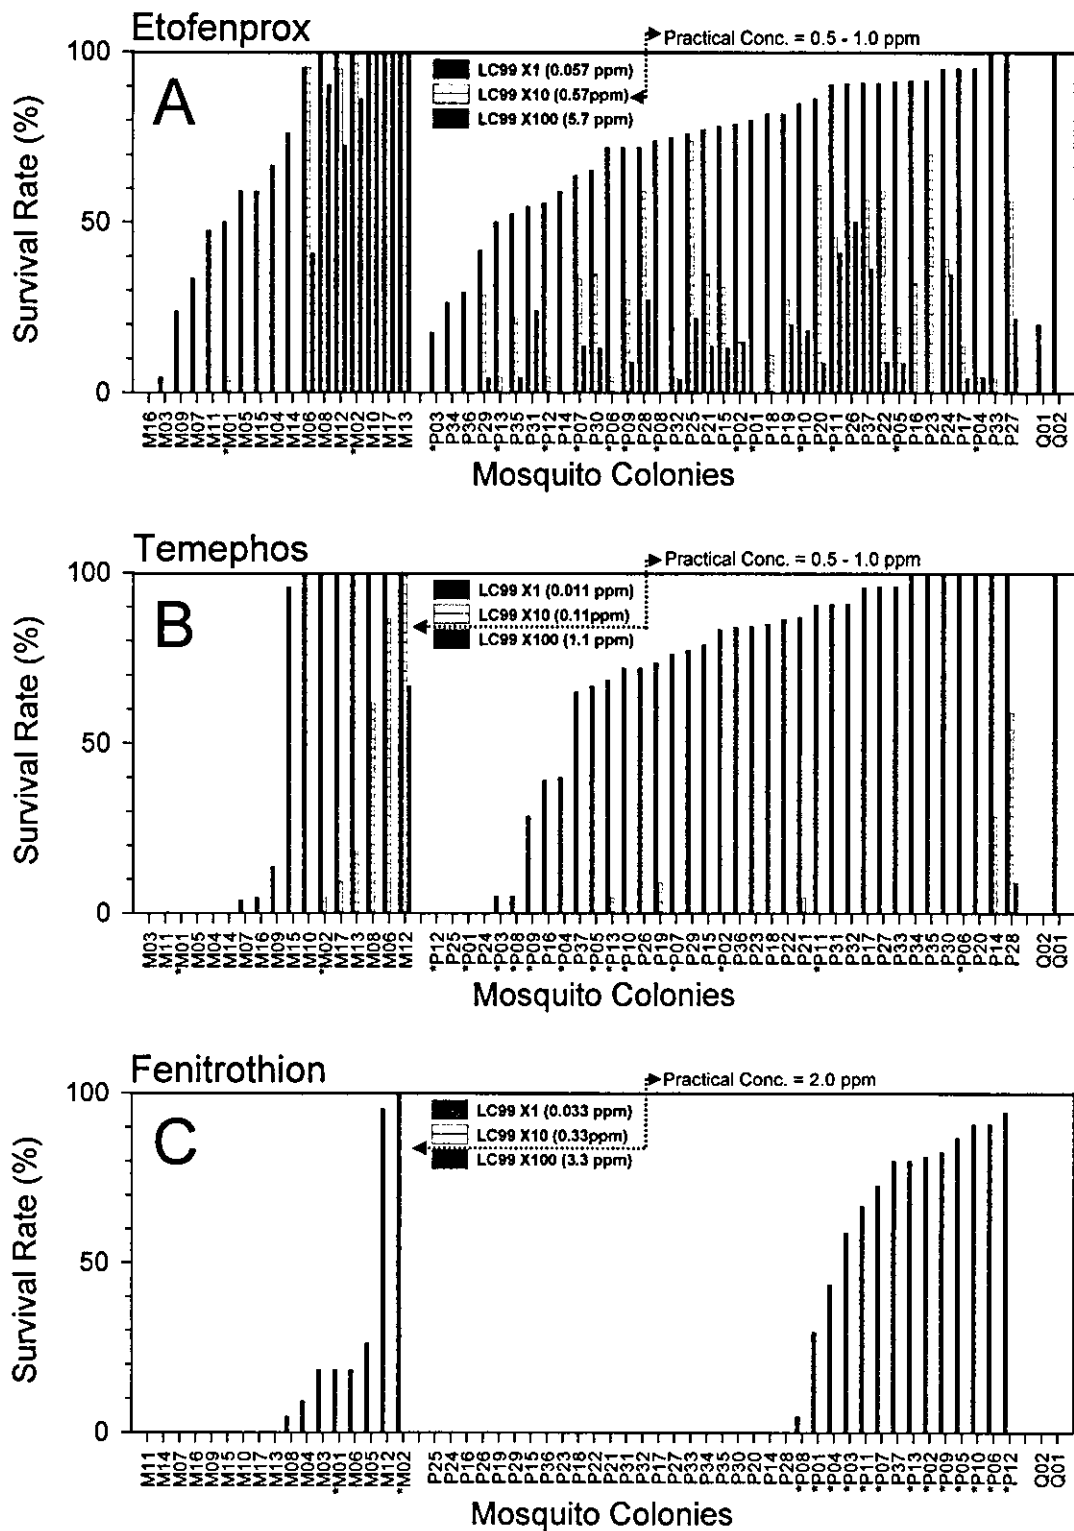 Etofenprox
Practical Conc. = 0.5 - 1.0 ppm
100
A
LC99 X1 (0.057 ppm)
LC99 X10 (0.57ppm)
LC99 X100 (5.7 ppm)
Survival Rate (%)
50
0
M16 M03 M09 M07 M11 *M01 M05 M15 M04 M14 M06 M08 M12 *M02 M10 M17 M13 *P03 P34 P36 P29 *P13 P35 P31 *P12 P14 *P07 P30 *P06 *P09 P28 *P08 P32 P25 P21 P15 *P02 *P01 P18 P19 *P10 P20 *P11 P26 P37 P22 *P05 P16 P23 P24 P17 *P04 P33 P27 Q01 Q02
Mosquito Colonies
Temephos
Practical Conc. = 0.5 - 1.0 ppm
100
B
LC99 X1 (0.011 ppm)
LC99 X10 (0.11ppm)
LC99 X100 (1.1 ppm)
Survival Rate (%)
50
0
M03 M11 *M01 M05 M04 M14 M07 M16 M09 M15 M10 *M02 M17 M13 M08 M06 M12 *P12 P25 *P01 P24 *P03 *P08 *P09 P16 *P04 P37 *P05 *P13 *P10 P26 P19 *P07 P29 P15 *P02 P36 P23 P18 P22 P21 *P11 P31 P32 P17 P27 P33 P34 P35 P30 *P06 P20 P14 P28 Q02 Q01
Mosquito Colonies
Fenitrothion
Practical Conc. = 2.0 ppm
100
C
LC99 X1 (0.033 ppm)
LC99 X10 (0.33ppm)
LC99 X100 (3.3 ppm)
Survival Rate (%)
50
0
M11 M14 M07 M16 M09 M15 M10 M17 M13 M08 M04 M03 *M01 M06 M05 M12 *M02 P25 P24 P16 P26 P19 P29 P15 P36 P23 P18 P22 P21 P31 P32 P17 P27 P33 P34 P35 P30 P20 P14 P28 *P08 *P01 *P04 *P03 *P11 *P07 P37 *P13 *P02 *P09 *P05 *P10 *P06 *P12 Q02 Q01
Mosquito Colonies